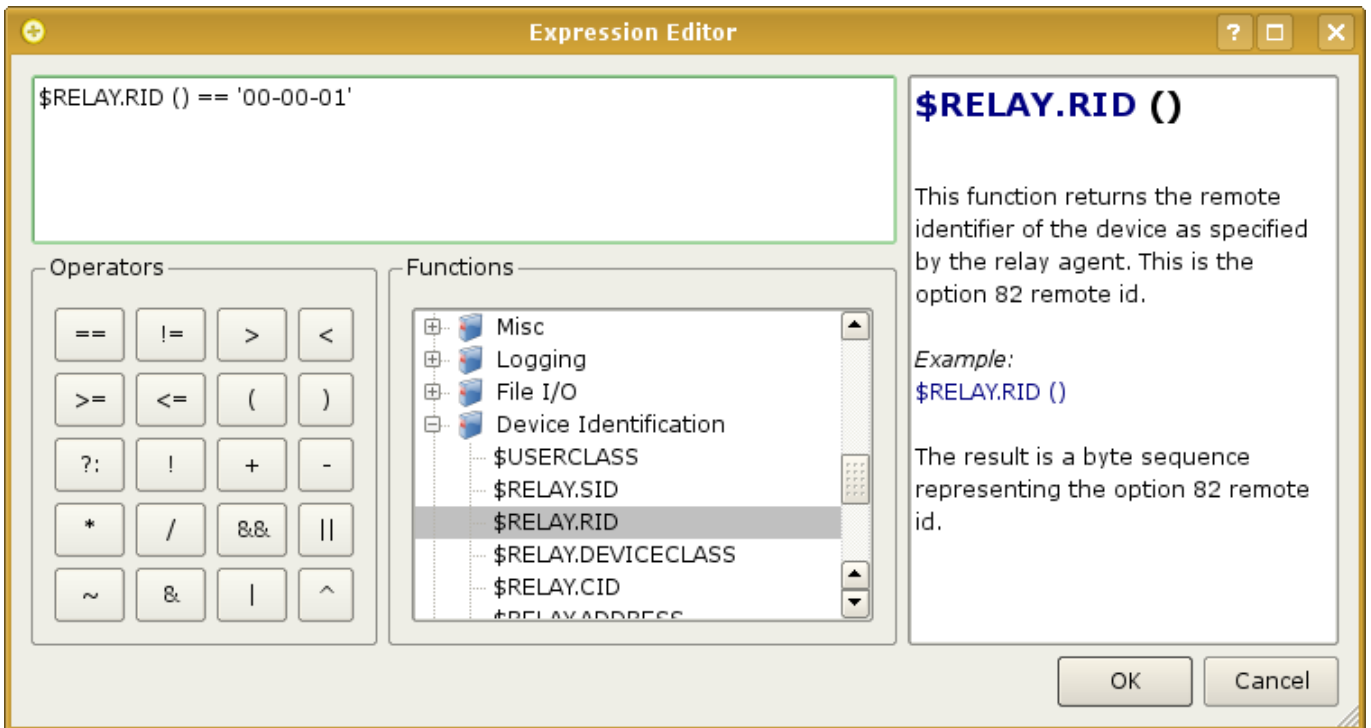 Expression Editor
?
$RELAY.RID () == '00-00-01'
Operators
== != > <
>= <= ( )
?: ! + -
* / && ||
~ & | ^
Functions
Misc
Logging
File I/O
Device Identification
$USERCLASS
$RELAY.SID
$RELAY.RID
$RELAY.DEVICECLASS
$RELAY.CID
$RELAY.ADDRESS
$RELAY.RID ()
This function returns the remote
identifier of the device as specified
by the relay agent. This is the
option 82 remote id.
Example:
$RELAY.RID ()
The result is a byte sequence
representing the option 82 remote
id.
OK Cancel